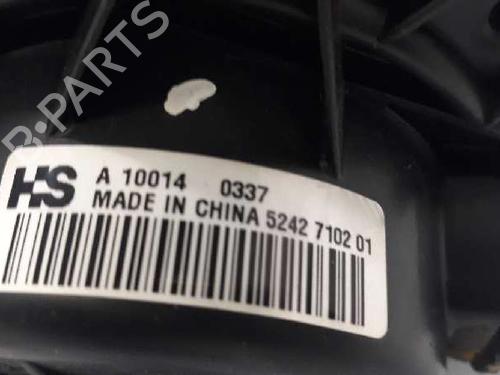 B-PARTS
HS A 10014 0337
MADE IN CHINA 5242 7102 01